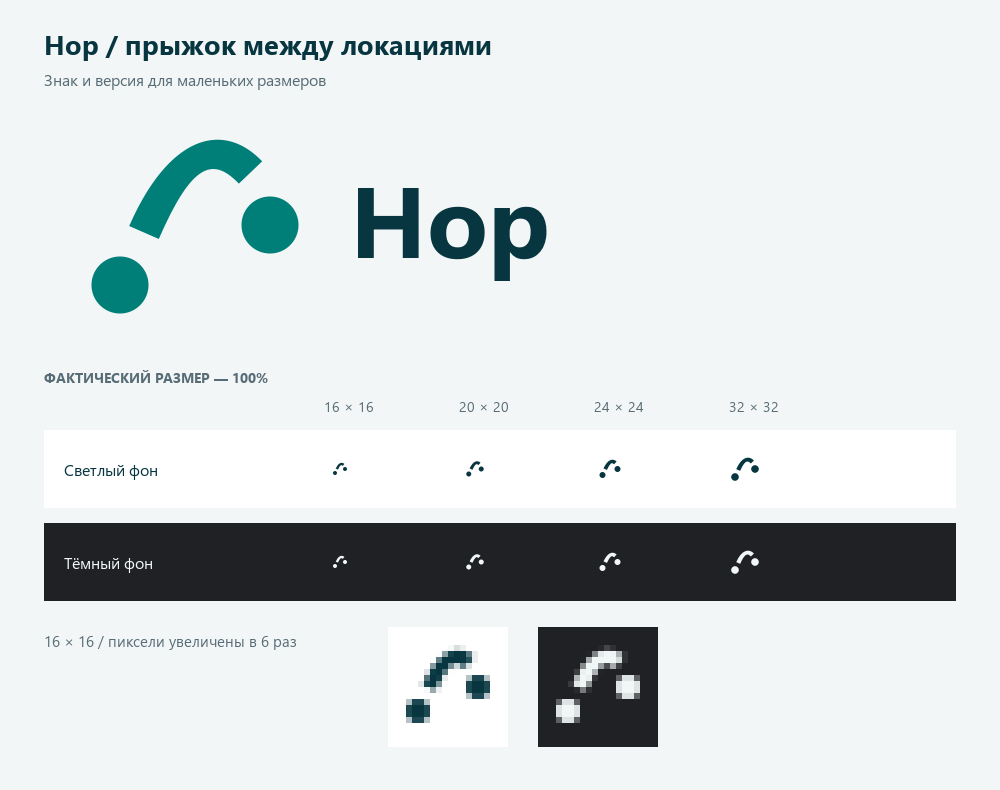 Hop / прыжок между локациями
Знак и версия для маленьких размеров
Hop
ФАКТИЧЕСКИЙ РАЗМЕР — 100%
16 × 16 20 × 20 24 × 24 32 × 32
Светлый фон
Тёмный фон
16 × 16 / пиксели увеличены в 6 раз